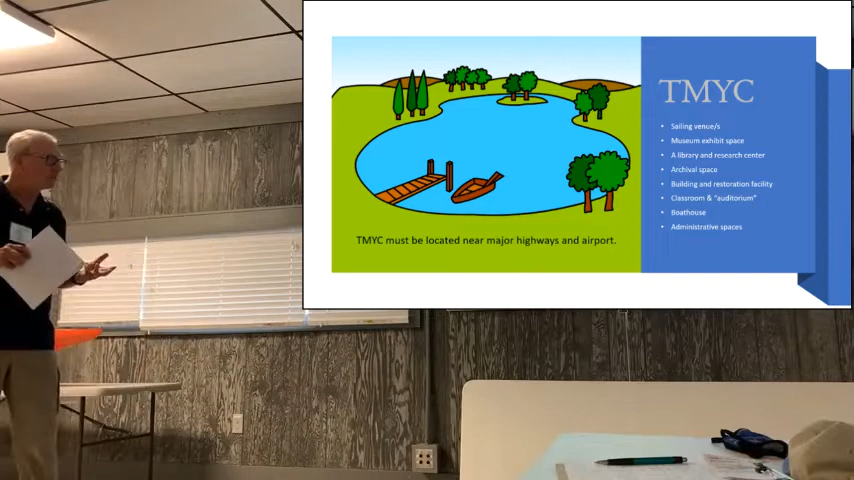 TMYC
• Sailing venue/s
• Museum exhibit space
• A library and research center
• Archival space
• Building and restoration facility
• Classroom & "auditorium"
• Boathouse
• Administrative spaces
TMYC must be located near major highways and airport.